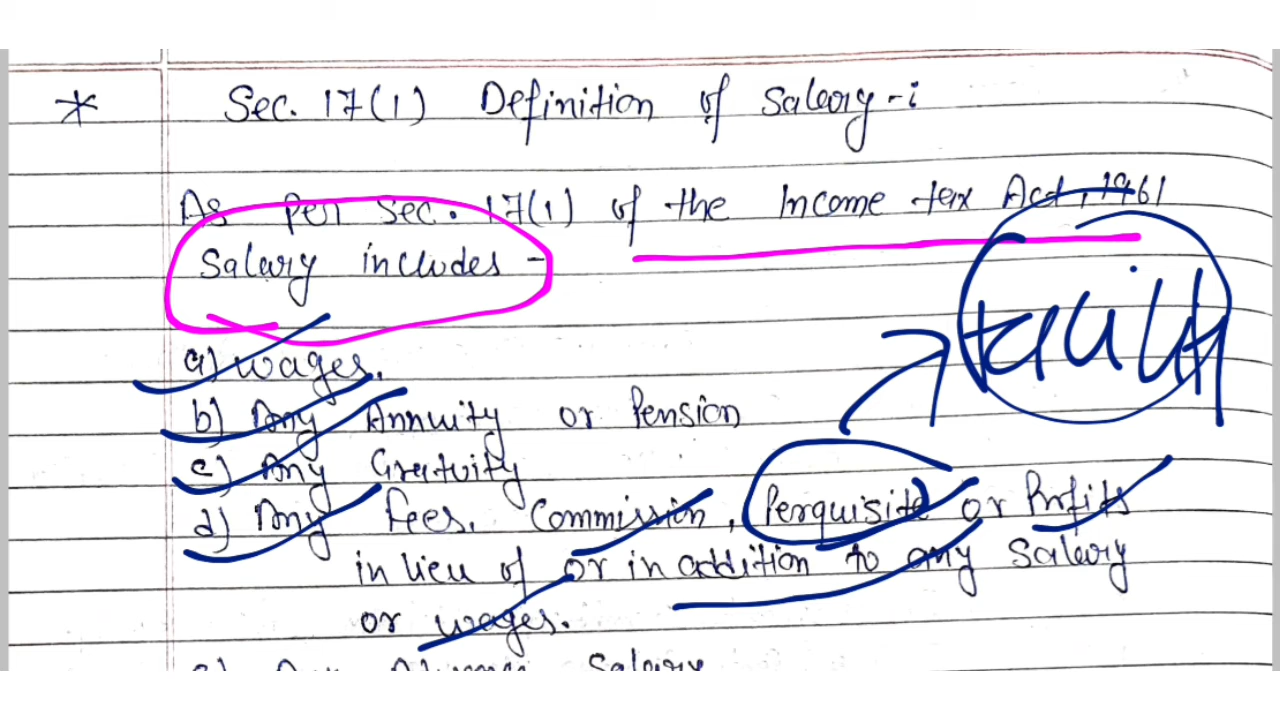 * Sec. 17(1) Definition of Salary -:
As per Sec. 17(1) of the Income tax Act, 1961
Salary includes -
a) wages.
b) Any Annuity or Pension
c) Any Gratuity
d) Any Fees, Commission, Perquisite or Profits
in lieu of or in addition to any Salary
or wages.
Salary